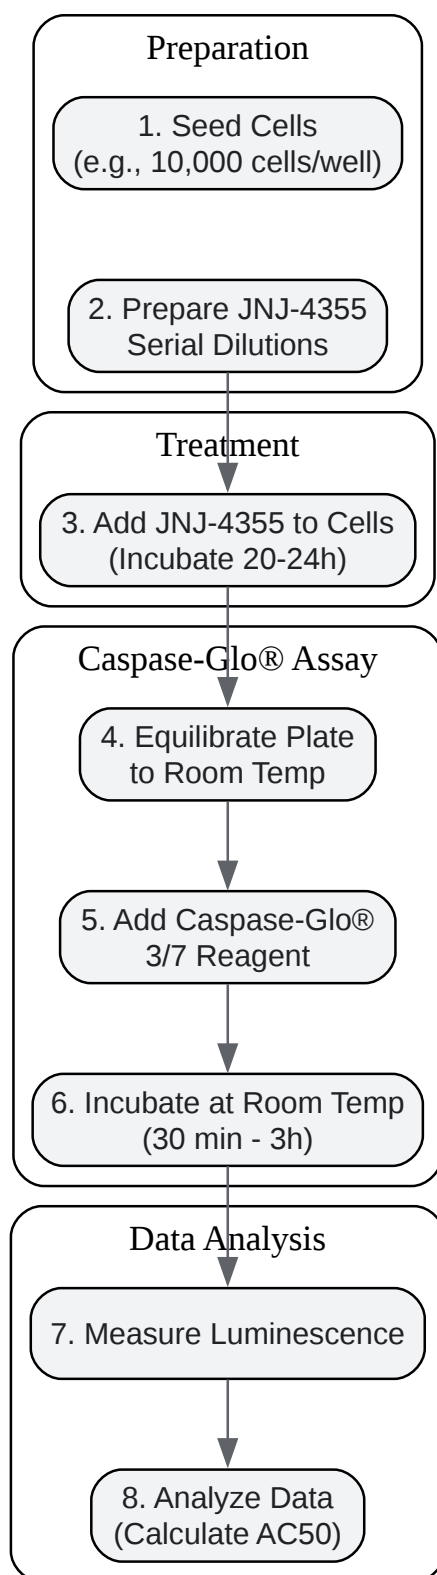 Preparation
1. Seed Cells
(e.g., 10,000 cells/well)
2. Prepare JNJ-4355
Serial Dilutions
Treatment
3. Add JNJ-4355 to Cells
(Incubate 20-24h)
Caspase-Glo® Assay
4. Equilibrate Plate
to Room Temp
5. Add Caspase-Glo®
3/7 Reagent
6. Incubate at Room Temp
(30 min - 3h)
Data Analysis
7. Measure Luminescence
8. Analyze Data
(Calculate AC50)